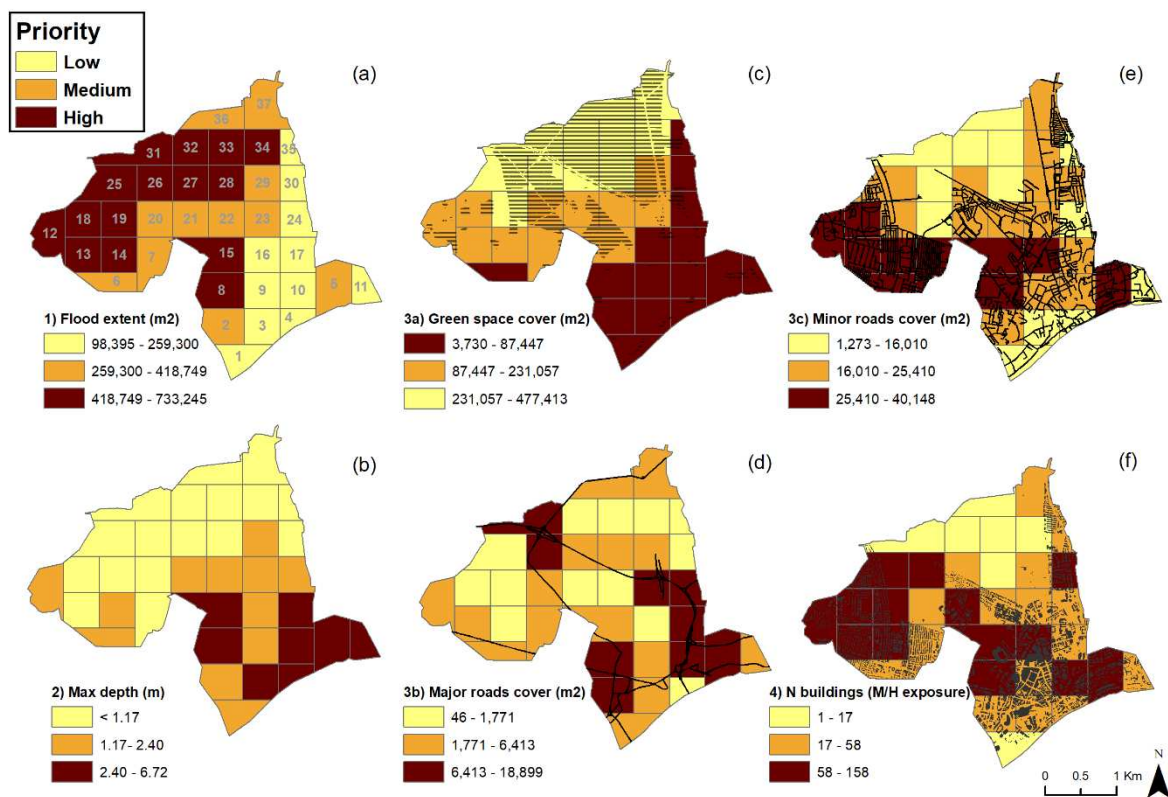 Priority
Low
Medium
High
(a)
37
36
31 32 33 34 35
25 26 27 28 29 30
18 19 20 21 22 23 24
12
13 14 7 15 16 17
6 8 9 10 5 11
2 3 4
1
1) Flood extent (m2)
98,395 - 259,300
259,300 - 418,749
418,749 - 733,245
(c)
3a) Green space cover (m2)
3,730 - 87,447
87,447 - 231,057
231,057 - 477,413
(e)
3c) Minor roads cover (m2)
1,273 - 16,010
16,010 - 25,410
25,410 - 40,148
(b)
2) Max depth (m)
< 1.17
1.17- 2.40
2.40 - 6.72
(d)
3b) Major roads cover (m2)
46 - 1,771
1,771 - 6,413
6,413 - 18,899
(f)
4) N buildings (M/H exposure)
1 - 17
17 - 58
58 - 158
0 0.5 1 Km
N